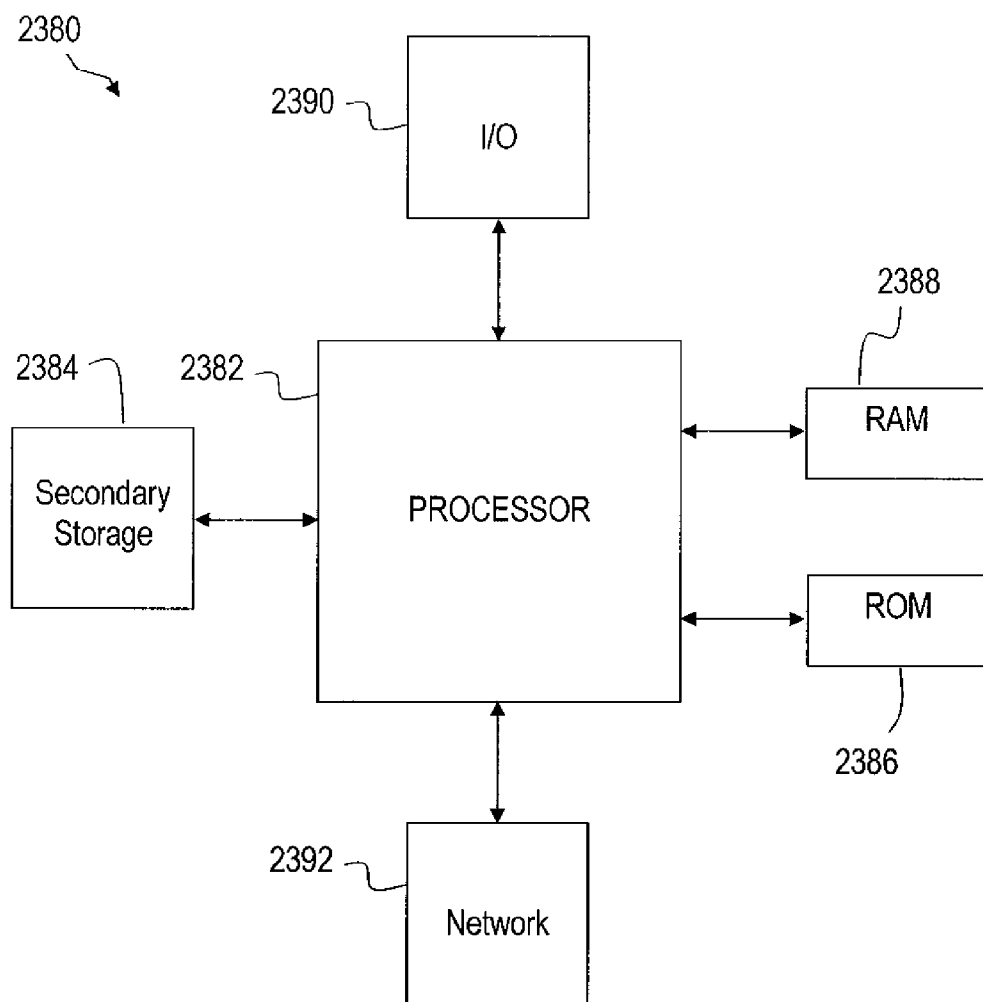 2380
2390
I/O
2388
2384
2382
RAM
Secondary
Storage
PROCESSOR
ROM
2386
2392
Network